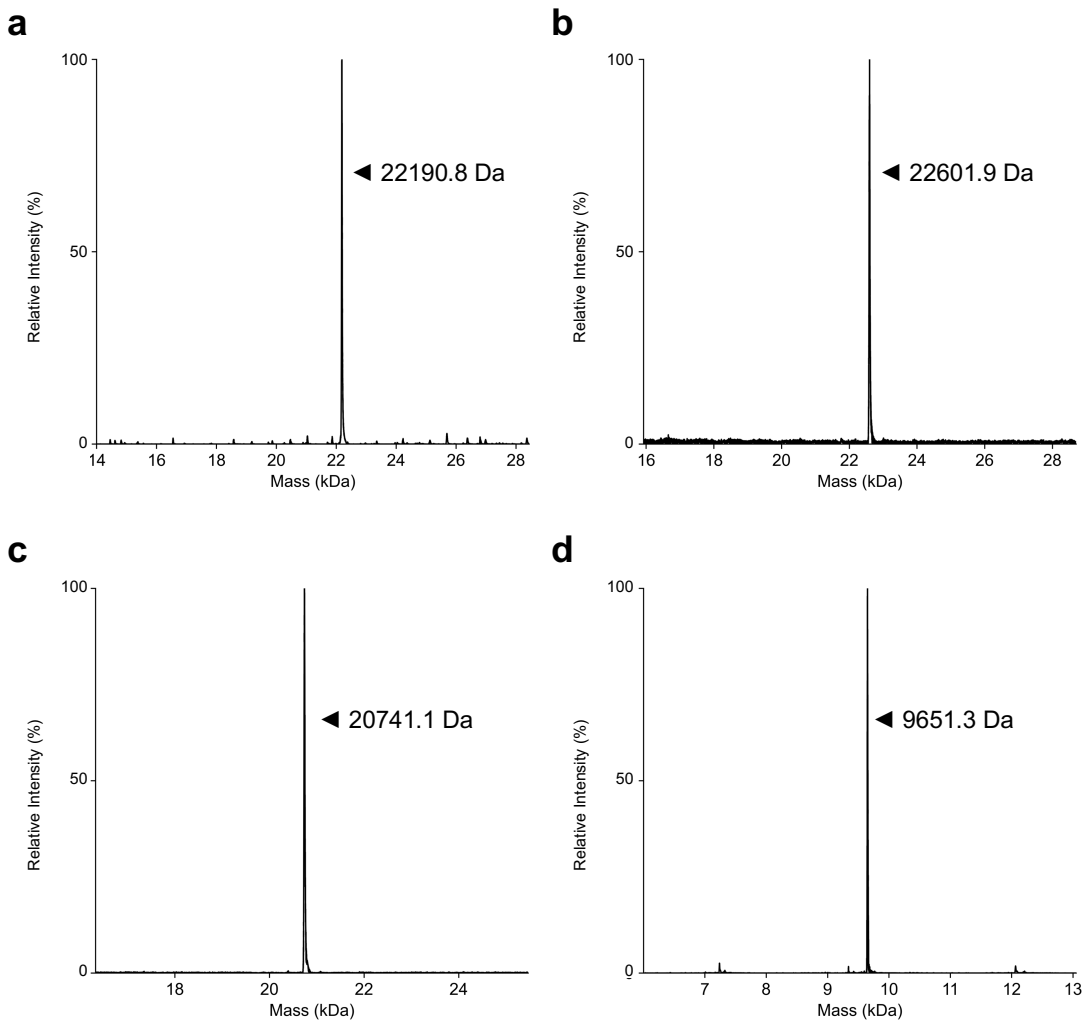 a
100
50
0
Relative Intensity (%)
◄ 22190.8 Da
14 16 18 20 22 24 26 28
Mass (kDa)
b
100
50
0
Relative Intensity (%)
◄ 22601.9 Da
16 18 20 22 24 26 28
Mass (kDa)
c
100
50
0
Relative Intensity (%)
◄ 20741.1 Da
18 20 22 24
Mass (kDa)
d
100
50
0
Relative Intensity (%)
◄ 9651.3 Da
7 8 9 10 11 12 13
Mass (kDa)